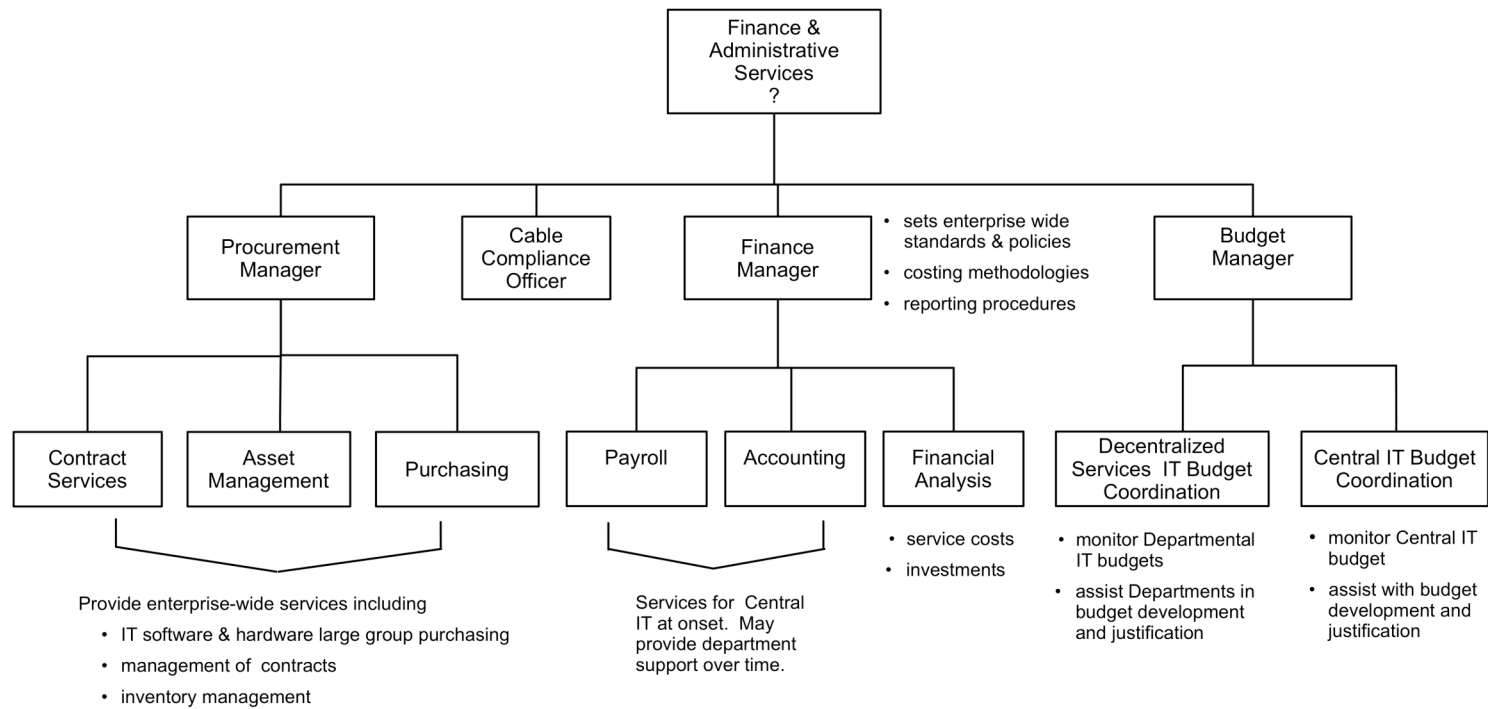 Finance &
Administrative
Services
?
Procurement
Manager
Cable
Compliance
Officer
Finance
Manager
• sets enterprise wide
standards & policies
• costing methodologies
• reporting procedures
Budget
Manager
Contract
Services
Asset
Management
Purchasing
Payroll
Accounting
Financial
Analysis
Decentralized
Services IT Budget
Coordination
Central IT Budget
Coordination
Provide enterprise-wide services including
• IT software & hardware large group purchasing
• management of contracts
• inventory management
Services for Central
IT at onset. May
provide department
support over time.
• service costs
• investments
• monitor Departmental
IT budgets
• assist Departments in
budget development
and justification
• monitor Central IT
budget
• assist with budget
development and
justification